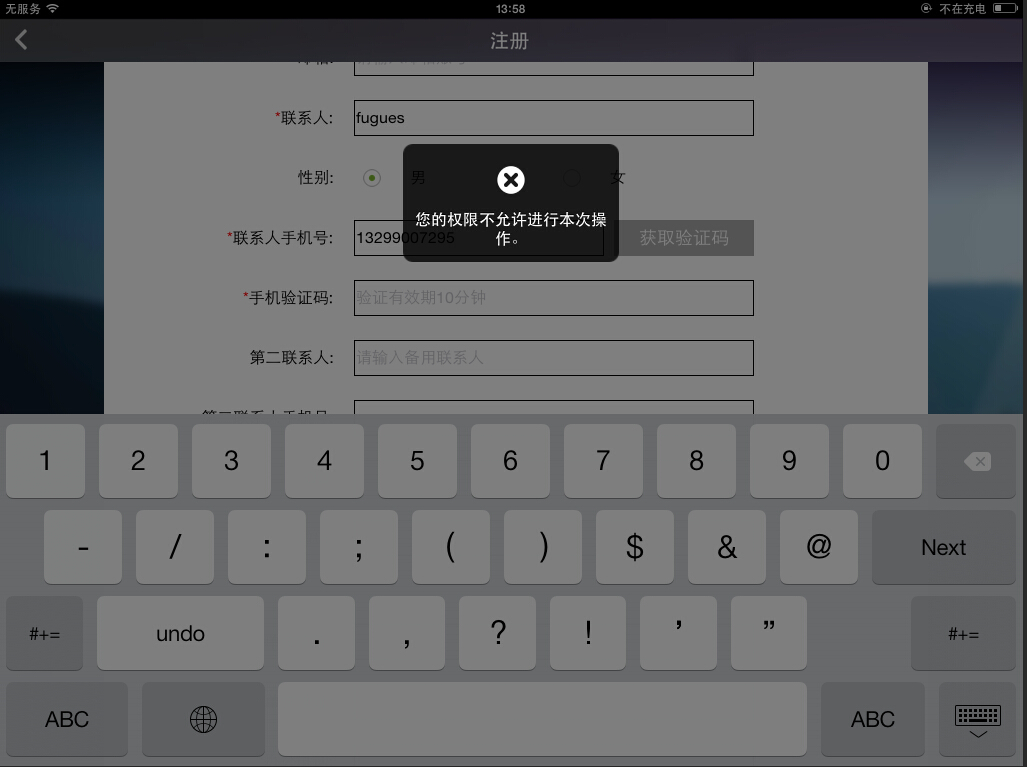 无服务 13:58 不在充电
注册
*联系人: fugues
性别: 男 女
您的权限不允许进行本次操
作。
*联系人手机号: 13299007295 获取验证码
*手机验证码: 验证有效期10分钟
第二联系人: 请输入备用联系人
1 2 3 4 5 6 7 8 9 0
- / : ; ( ) $ & @ Next
#+= undo . , ? ! ’ ” #+=
ABC ABC